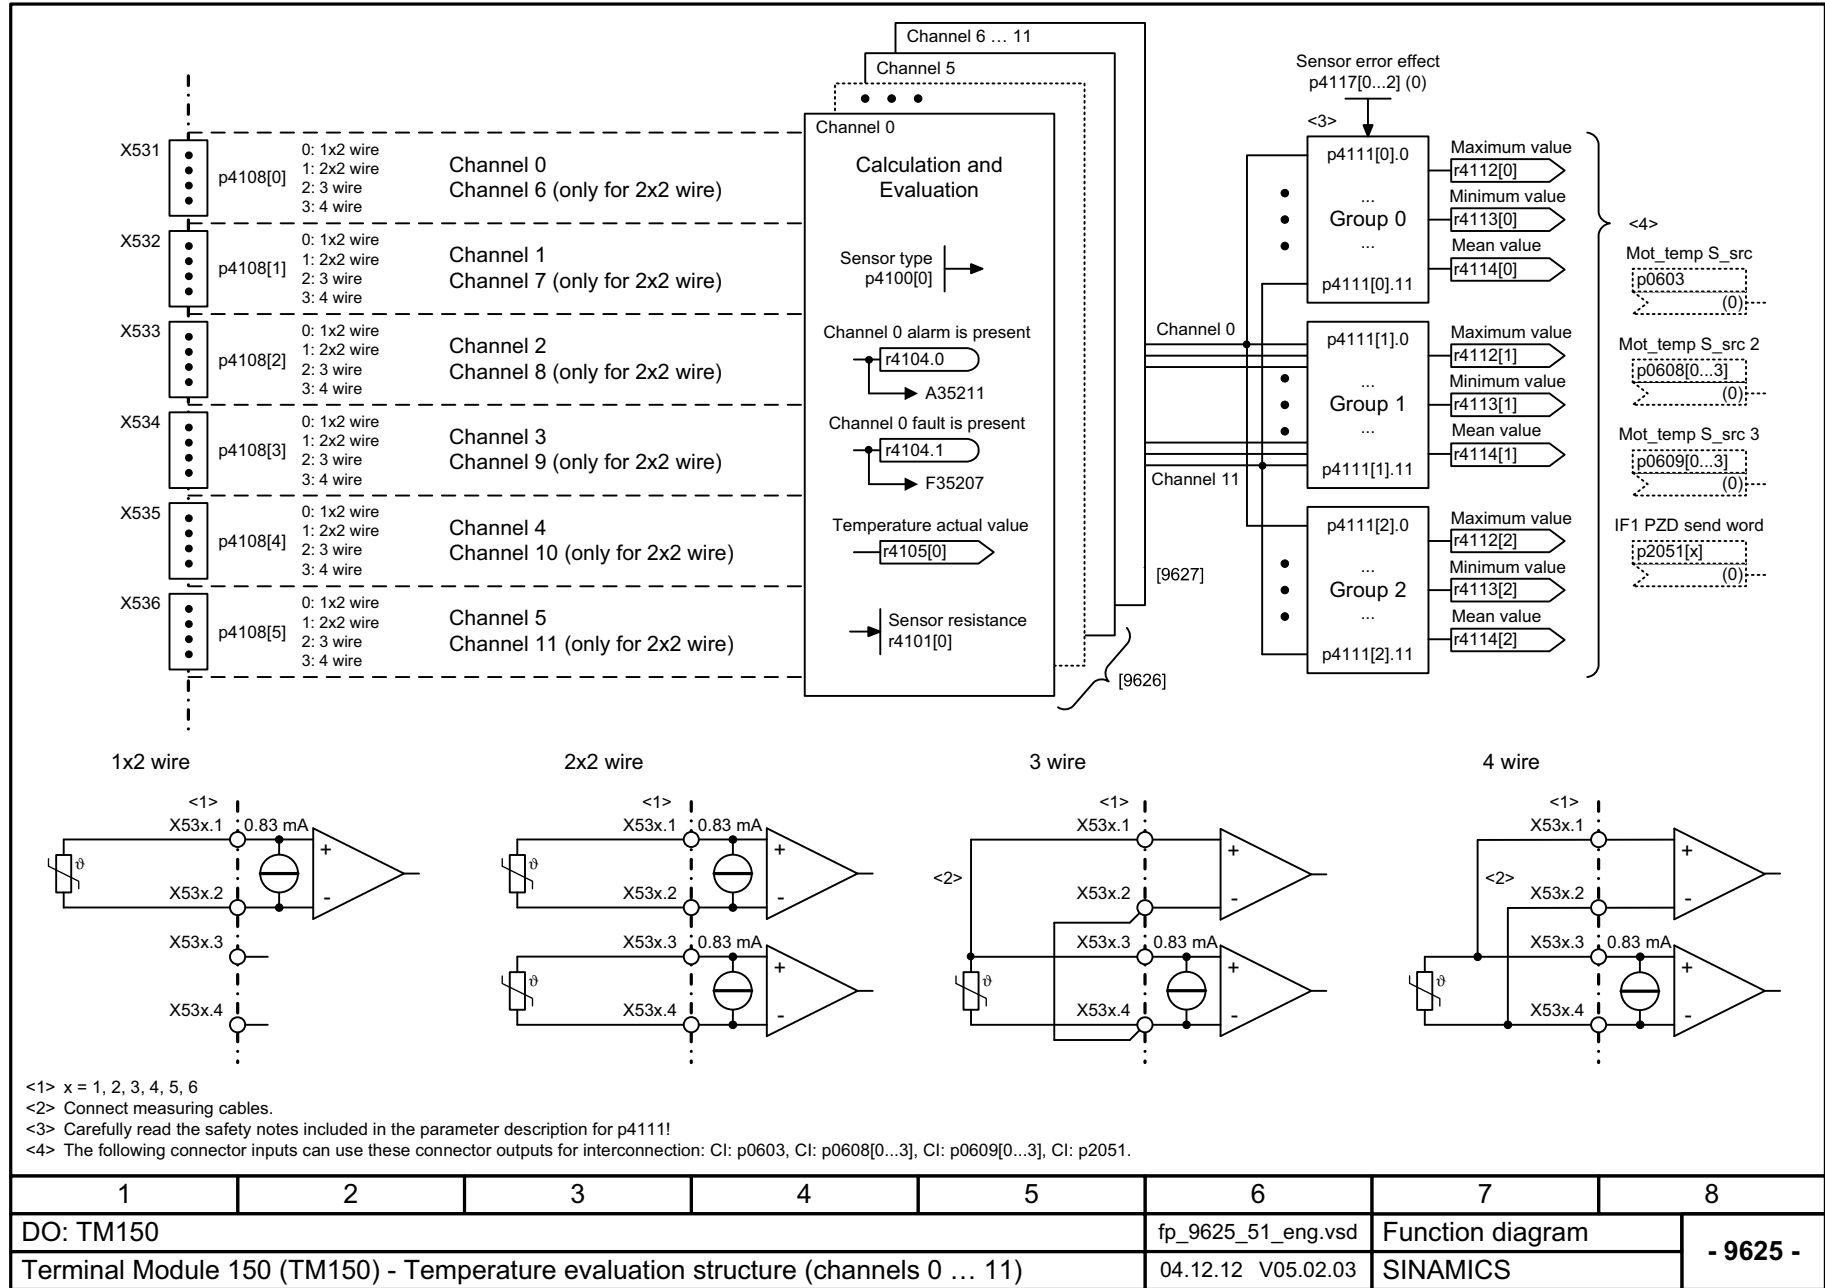 Channel 6 … 11
Channel 5
Channel 0
Calculation and
Evaluation
Sensor type
p4100[0]
Channel 0 alarm is present
r4104.0
A35211
Channel 0 fault is present
r4104.1
F35207
Temperature actual value
r4105[0]
Sensor resistance
r4101[0]
[9626]
[9627]
X531
p4108[0]
0: 1x2 wire
1: 2x2 wire
2: 3 wire
3: 4 wire
Channel 0
Channel 6 (only for 2x2 wire)
X532
p4108[1]
0: 1x2 wire
1: 2x2 wire
2: 3 wire
3: 4 wire
Channel 1
Channel 7 (only for 2x2 wire)
X533
p4108[2]
0: 1x2 wire
1: 2x2 wire
2: 3 wire
3: 4 wire
Channel 2
Channel 8 (only for 2x2 wire)
X534
p4108[3]
0: 1x2 wire
1: 2x2 wire
2: 3 wire
3: 4 wire
Channel 3
Channel 9 (only for 2x2 wire)
X535
p4108[4]
0: 1x2 wire
1: 2x2 wire
2: 3 wire
3: 4 wire
Channel 4
Channel 10 (only for 2x2 wire)
X536
p4108[5]
0: 1x2 wire
1: 2x2 wire
2: 3 wire
3: 4 wire
Channel 5
Channel 11 (only for 2x2 wire)
Channel 0
Channel 11
Sensor error effect
p4117[0...2] (0)
<3>
p4111[0].0
...
Group 0
...
p4111[0].11
Maximum value
r4112[0]
Minimum value
r4113[0]
Mean value
r4114[0]
p4111[1].0
...
Group 1
...
p4111[1].11
Maximum value
r4112[1]
Minimum value
r4113[1]
Mean value
r4114[1]
p4111[2].0
...
Group 2
...
p4111[2].11
Maximum value
r4112[2]
Minimum value
r4113[2]
Mean value
r4114[2]
<4>
Mot_temp S_src
p0603
(0)
Mot_temp S_src 2
p0608[0...3]
(0)
Mot_temp S_src 3
p0609[0...3]
(0)
IF1 PZD send word
p2051[x]
(0)
1x2 wire
<1>
X53x.1
0.83 mA
+
ϑ
X53x.2
-
X53x.3
X53x.4
2x2 wire
<1>
X53x.1
0.83 mA
+
ϑ
X53x.2
-
X53x.3
0.83 mA
+
ϑ
X53x.4
-
3 wire
<1>
X53x.1
+
<2>
X53x.2
-
X53x.3
0.83 mA
+
ϑ
X53x.4
-
4 wire
<1>
X53x.1
+
<2>
X53x.2
-
X53x.3
0.83 mA
+
ϑ
X53x.4
-
<1> x = 1, 2, 3, 4, 5, 6
<2> Connect measuring cables.
<3> Carefully read the safety notes included in the parameter description for p4111!
<4> The following connector inputs can use these connector outputs for interconnection: CI: p0603, CI: p0608[0...3], CI: p0609[0...3], CI: p2051.
1 2 3 4 5 6 7 8
DO: TM150
fp_9625_51_eng.vsd
Function diagram
- 9625 -
Terminal Module 150 (TM150) - Temperature evaluation structure (channels 0 … 11)
04.12.12 V05.02.03
SINAMICS